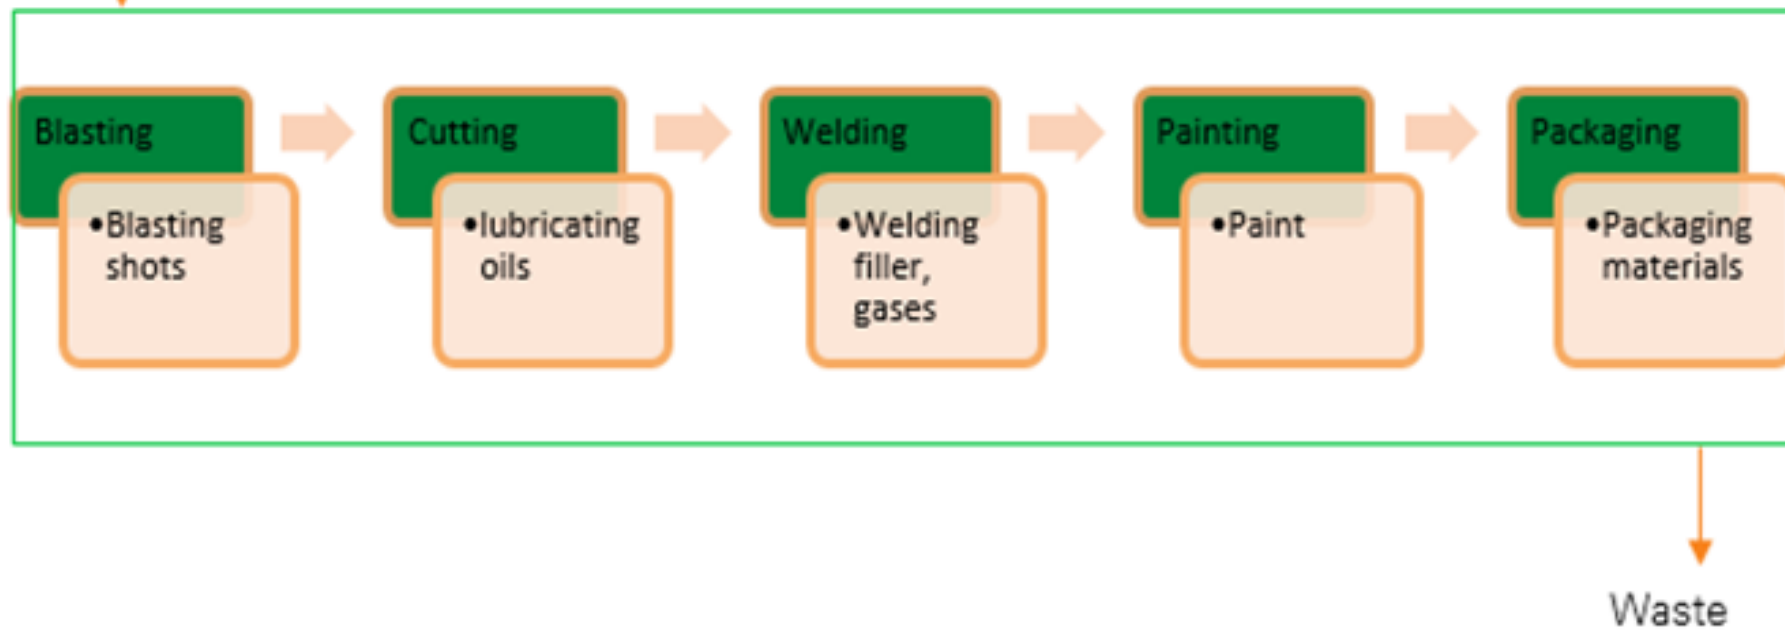 Blasting
Cutting
Welding
Painting
Packaging
•Blasting
shots
•lubricating
oils
•Welding
filler,
gases
•Paint
•Packaging
materials
Waste